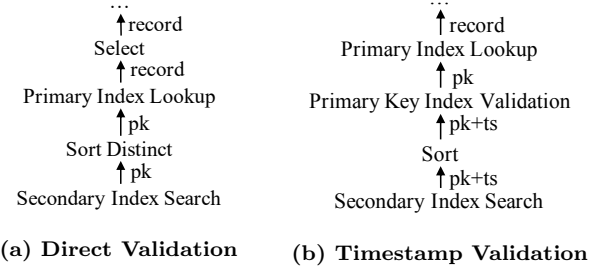 ...
record
Select
record
Primary Index Lookup
pk
Sort Distinct
pk
Secondary Index Search
(a) Direct Validation
...
record
Primary Index Lookup
pk
Primary Key Index Validation
pk+ts
Sort
pk+ts
Secondary Index Search
(b) Timestamp Validation